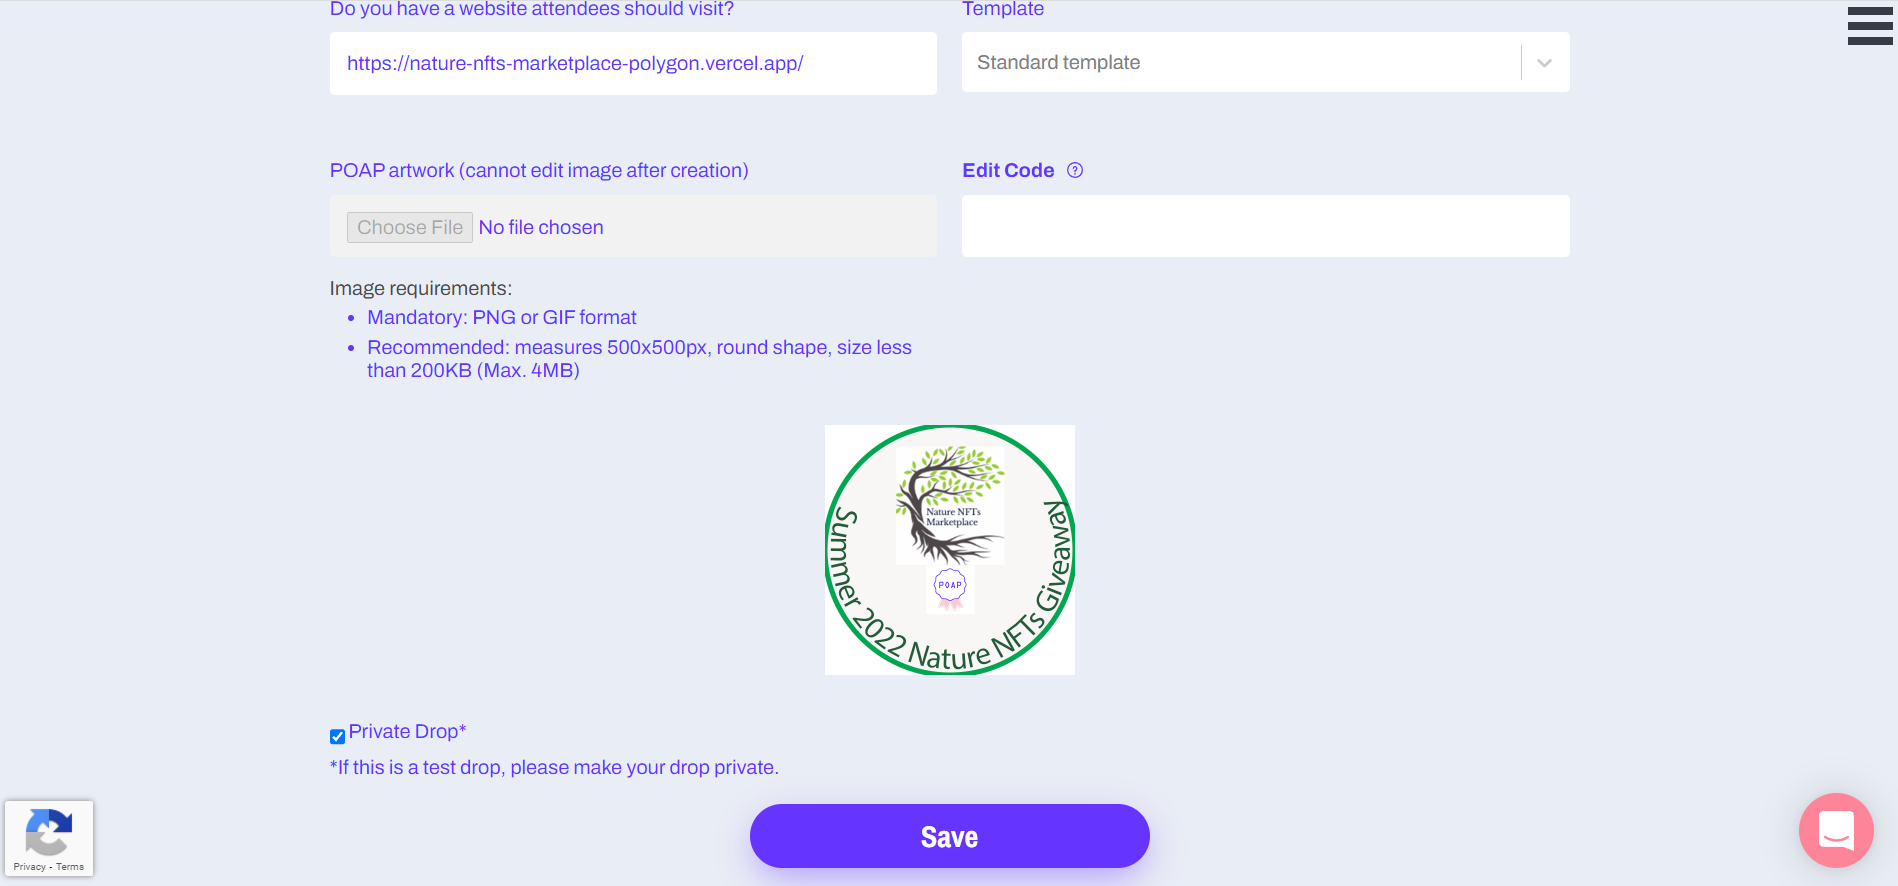 Do you have a website attendees should visit?
Template
https://nature-nfts-marketplace-polygon.vercel.app/
Standard template
POAP artwork (cannot edit image after creation)
Edit Code
Choose File No file chosen
Image requirements:
Mandatory: PNG or GIF format
Recommended: measures 500x500px, round shape, size less
than 200KB (Max. 4MB)
Nature NFTs
Marketplace
POAP
Summer 2022 Nature NFTs Giveaway
Private Drop*
*If this is a test drop, please make your drop private.
Save
Privacy - Terms